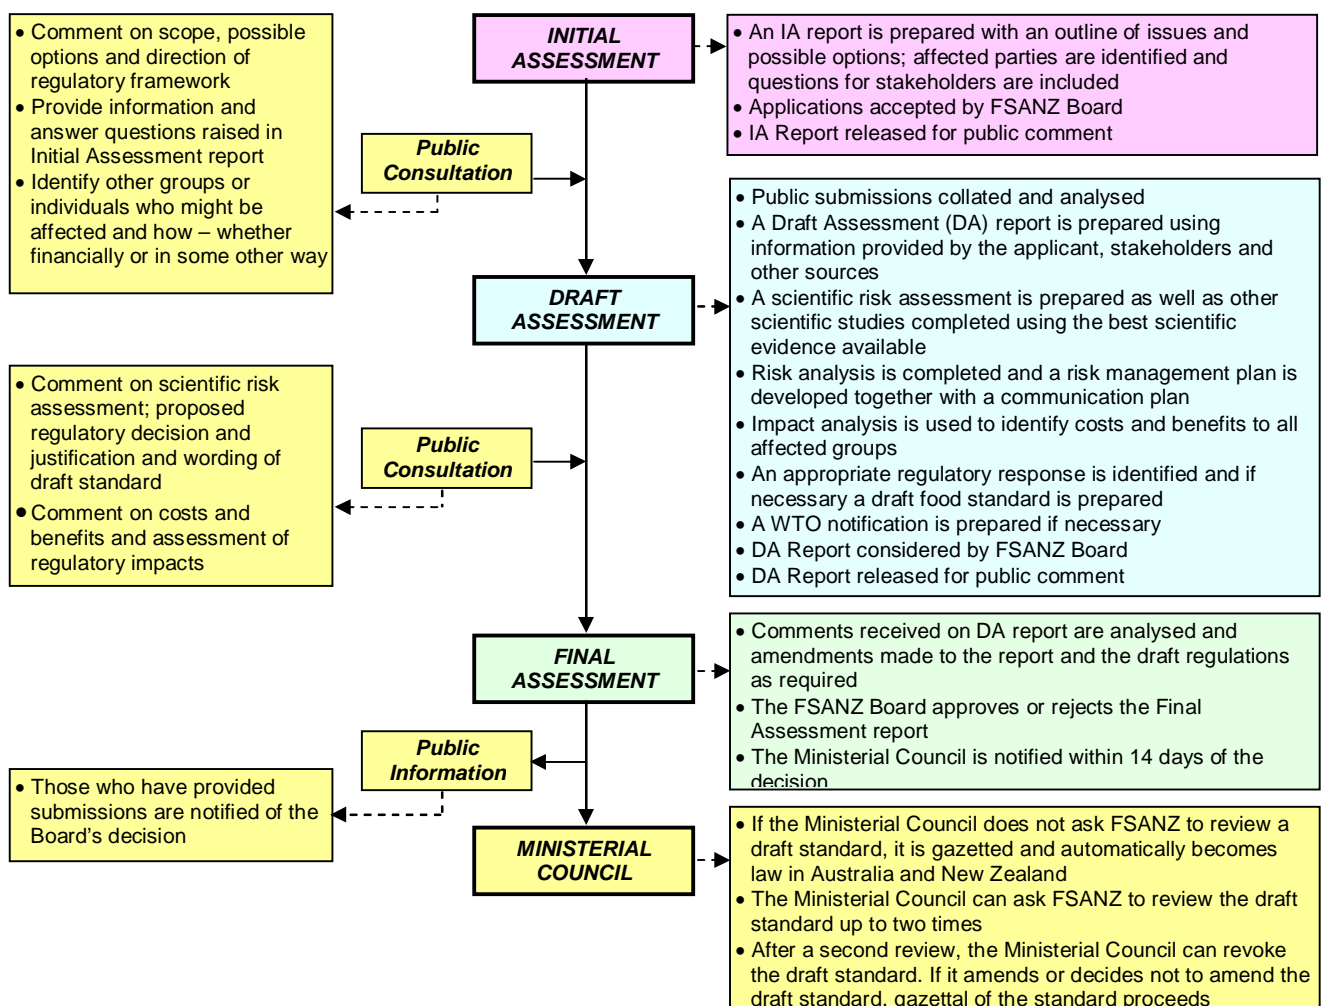 • Comment on scope, possible
options and direction of
regulatory framework
• Provide information and
answer questions raised in
Initial Assessment report
• Identify other groups or
individuals who might be
affected and how – whether
financially or in some other way
INITIAL
ASSESSMENT
• An IA report is prepared with an outline of issues and
possible options; affected parties are identified and
questions for stakeholders are included
• Applications accepted by FSANZ Board
• IA Report released for public comment
Public
Consultation
DRAFT
ASSESSMENT
• Public submissions collated and analysed
• A Draft Assessment (DA) report is prepared using
information provided by the applicant, stakeholders and
other sources
• A scientific risk assessment is prepared as well as other
scientific studies completed using the best scientific
evidence available
• Risk analysis is completed and a risk management plan is
developed together with a communication plan
• Impact analysis is used to identify costs and benefits to all
affected groups
• An appropriate regulatory response is identified and if
necessary a draft food standard is prepared
• A WTO notification is prepared if necessary
• DA Report considered by FSANZ Board
• DA Report released for public comment
• Comment on scientific risk
assessment; proposed
regulatory decision and
justification and wording of
draft standard
• Comment on costs and
benefits and assessment of
regulatory impacts
Public
Consultation
FINAL
ASSESSMENT
• Comments received on DA report are analysed and
amendments made to the report and the draft regulations
as required
• The FSANZ Board approves or rejects the Final
Assessment report
• The Ministerial Council is notified within 14 days of the
decision
Public
Information
• Those who have provided
submissions are notified of the
Board's decision
MINISTERIAL
COUNCIL
• If the Ministerial Council does not ask FSANZ to review a
draft standard, it is gazetted and automatically becomes
law in Australia and New Zealand
• The Ministerial Council can ask FSANZ to review the draft
standard up to two times
• After a second review, the Ministerial Council can revoke
the draft standard. If it amends or decides not to amend the
draft standard, gazettal of the standard proceeds